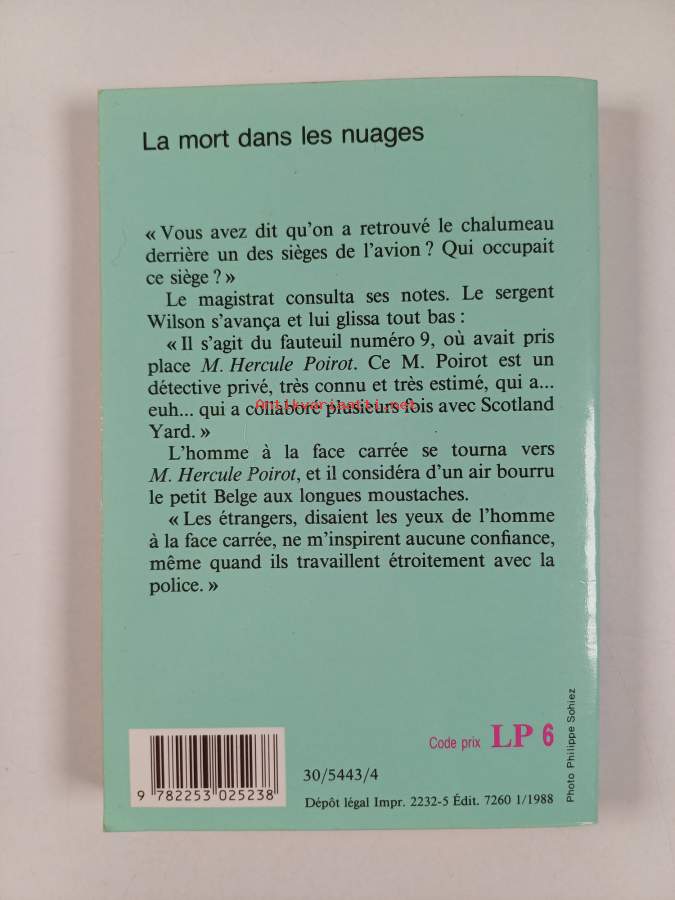 La mort dans les nuages
« Vous avez dit qu'on a retrouvé le chalumeau
derrière un des sièges de l'avion ? Qui occupait
ce siège ? »
Le magistrat consulta ses notes. Le sergent
Wilson s'avança et lui glissa tout bas :
« Il s'agit du fauteuil numéro 9, où avait pris
place M. Hercule Poirot. Ce M. Poirot est un
détective privé, très connu et très estimé, qui a...
euh... qui a collaboré plusieurs fois avec Scotland
Antikvariaatti.net
Yard. »
L'homme à la face carrée se tourna vers
M. Hercule Poirot, et il considéra d'un air bourru
le petit Belge aux longues moustaches.
« Les étrangers, disaient les yeux de l'homme
à la face carrée, ne m'inspirent aucune confiance,
même quand ils travaillent étroitement avec la
police. »
Code prix LP 6
30/5443/4
9 782253 025238
Dépôt légal Impr. 2232-5 Édit. 7260 1/1988
Photo Philippe Sohiez